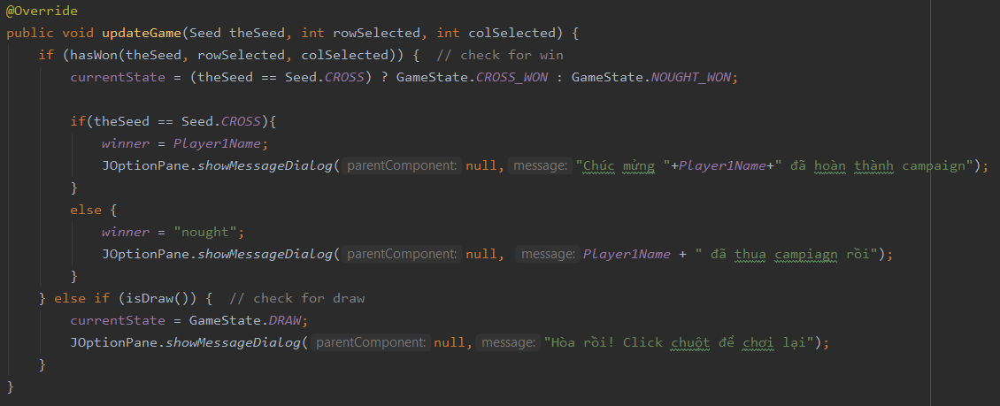 @Override
public void updateGame(Seed theSeed, int rowSelected, int colSelected) {
if (hasWon(theSeed, rowSelected, colSelected)) {  // check for win
currentState = (theSeed == Seed.CROSS) ? GameState.CROSS_WON : GameState.NOUGHT_WON;
if(theSeed == Seed.CROSS){
winner = Player1Name;
JOptionPane.showMessageDialog( parentComponent: null, message: "Chúc mừng "+Player1Name+" đã hoàn thành campaign");
}
else {
winner = "nought";
JOptionPane.showMessageDialog( parentComponent: null, message: Player1Name + " đã thua campiagn rồi");
}
} else if (isDraw()) {  // check for draw
currentState = GameState.DRAW;
JOptionPane.showMessageDialog( parentComponent: null, message: "Hòa rồi! Click chuột để chơi lại");
}
}